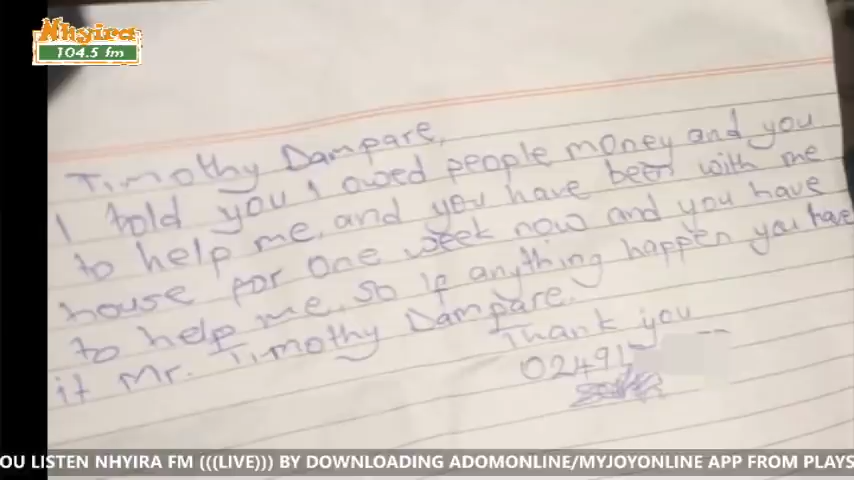 Nhyira
104.5 fm
Timothy Dampare,
I told you I owed people money and you
to help me, and you have been with me
house for one week now and you have
to help me, so if anything happen you have
it Mr. Timothy Dampare.
Thank you
02491
OU LISTEN NHYIRA FM (((LIVE))) BY DOWNLOADING ADOMONLINE/MYJOYONLINE APP FROM PLAYS